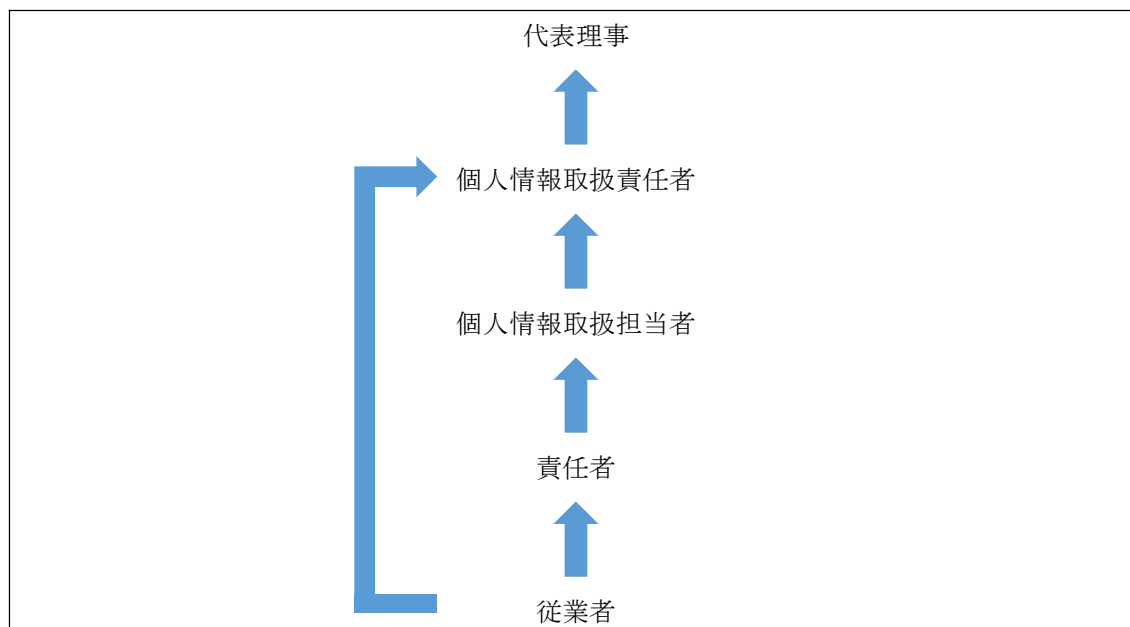 代表理事
個人情報取扱責任者
個人情報取扱担当者
責任者
従業者